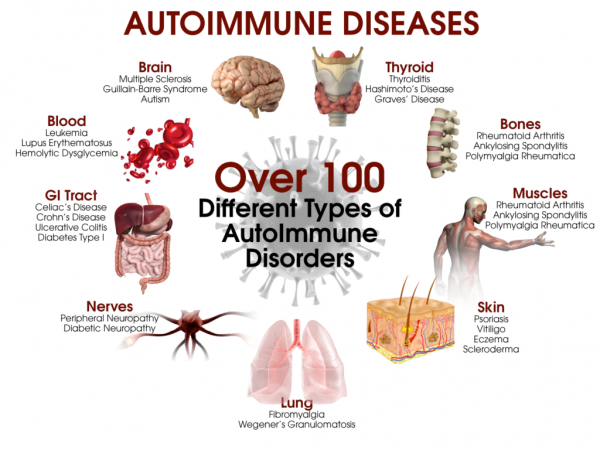 AUTOIMMUNE DISEASES
Brain
Multiple Sclerosis
Guillain-Barre Syndrome
Autism
Thyroid
Thyroiditis
Hashimoto's Disease
Graves' Disease
Blood
Leukemia
Lupus Erythematosus
Hemolytic Dysglycemia
Bones
Rheumatoid Arthritis
Ankylosing Spondylitis
Polymyalgia Rheumatica
Over 100
Different Types of
AutoImmune
Disorders
GI Tract
Celiac's Disease
Crohn's Disease
Ulcerative Colitis
Diabetes Type I
Muscles
Rheumatoid Arthritis
Ankylosing Spondylitis
Polymyalgia Rheumatica
Nerves
Peripheral Neuropathy
Diabetic Neuropathy
Skin
Psoriasis
Vitiligo
Eczema
Scleroderma
Lung
Fibromyalgia
Wegener's Granulomatosis